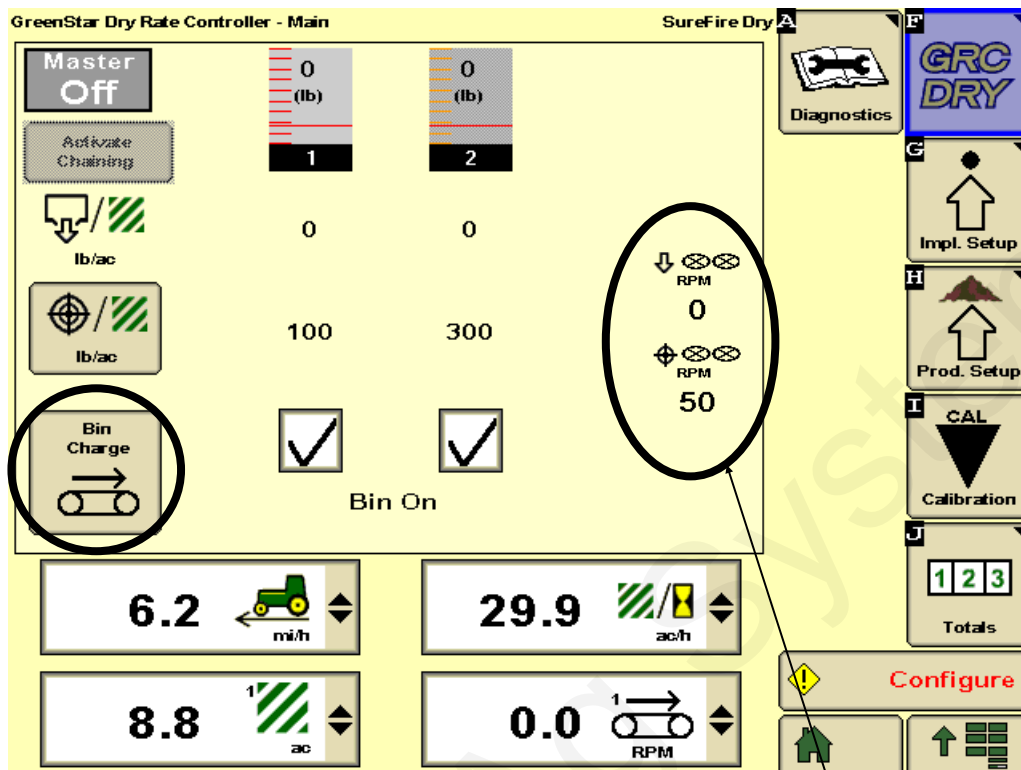 GreenStar Dry Rate Controller - Main
SureFire Dry
Master
Off
0
(lb)
1
0
(lb)
2
Activate
Chaining
lb/ac
0
0
lb/ac
100
300
RPM
0
RPM
50
Bin
Charge
Bin On
6.2
mi/h
29.9
ac/h
8.8
1
ac
0.0
1
RPM
A
Diagnostics
F
GRC
DRY
G
Impl. Setup
H
Prod. Setup
I
CAL
Calibration
J
1 2 3
Totals
Configure
System